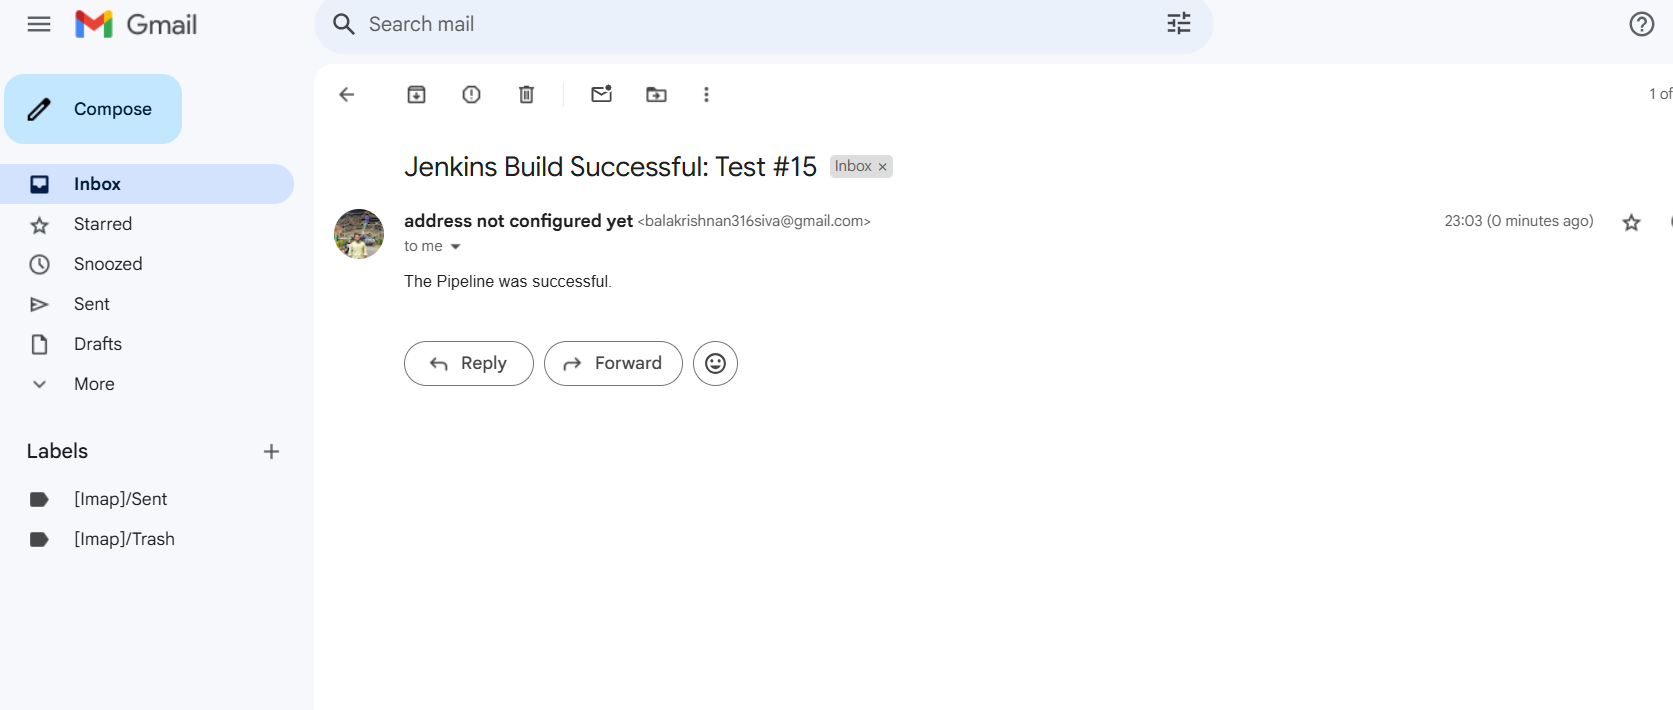 Gmail
Search mail
Compose
1 of
Inbox
Starred
Snoozed
Sent
Drafts
More
Labels
[Imap]/Sent
[Imap]/Trash
Jenkins Build Successful: Test #15 Inbox ×
address not configured yet <balakrishnan316siva@gmail.com> 23:03 (0 minutes ago)
to me
The Pipeline was successful.
Reply Forward